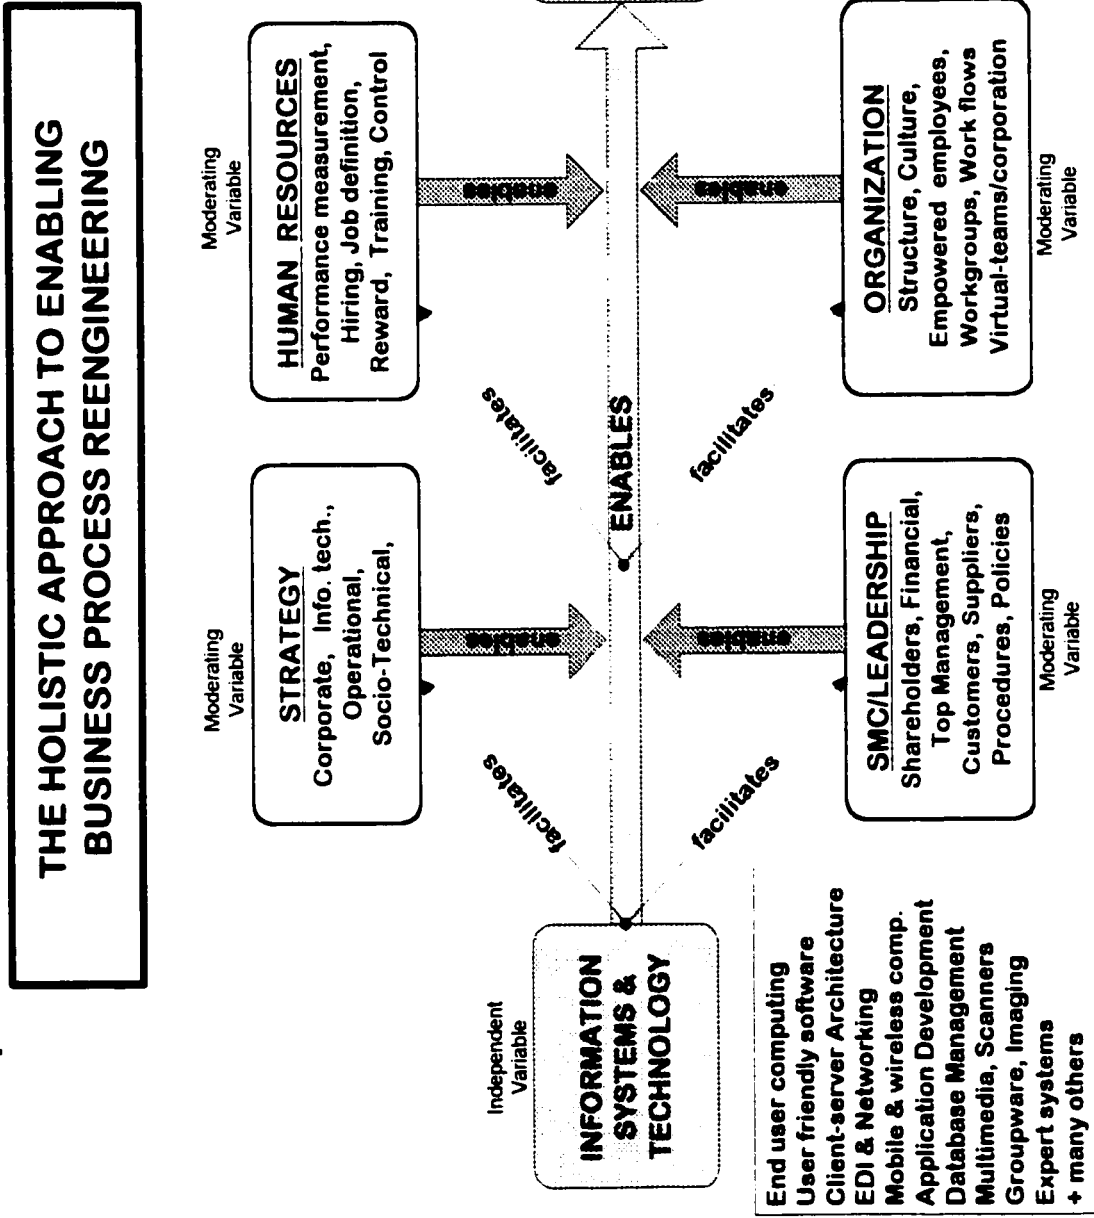 THE HOLISTIC APPROACH TO ENABLING
BUSINESS PROCESS REENGINEERING
Moderating
Variable
STRATEGY
Corporate, Info. tech.,
Operational,
Socio-Technical,
Moderating
Variable
HUMAN RESOURCES
Performance measurement,
Hiring, Job definition,
Reward, Training, Control
enables
enables
facilitates
facilitates
Independent
Variable
INFORMATION
SYSTEMS &
TECHNOLOGY
ENABLES
facilitates
facilitates
enables
enables
SMC/LEADERSHIP
Shareholders, Financial,
Top Management,
Customers, Suppliers,
Procedures, Policies
Moderating
Variable
ORGANIZATION
Structure, Culture,
Empowered employees,
Workgroups, Work flows
Virtual-teams/corporation
Moderating
Variable
End user computing
User friendly software
Client-server Architecture
EDI & Networking
Mobile & wireless comp.
Application Development
Database Management
Multimedia, Scanners
Groupware, Imaging
Expert systems
+ many others